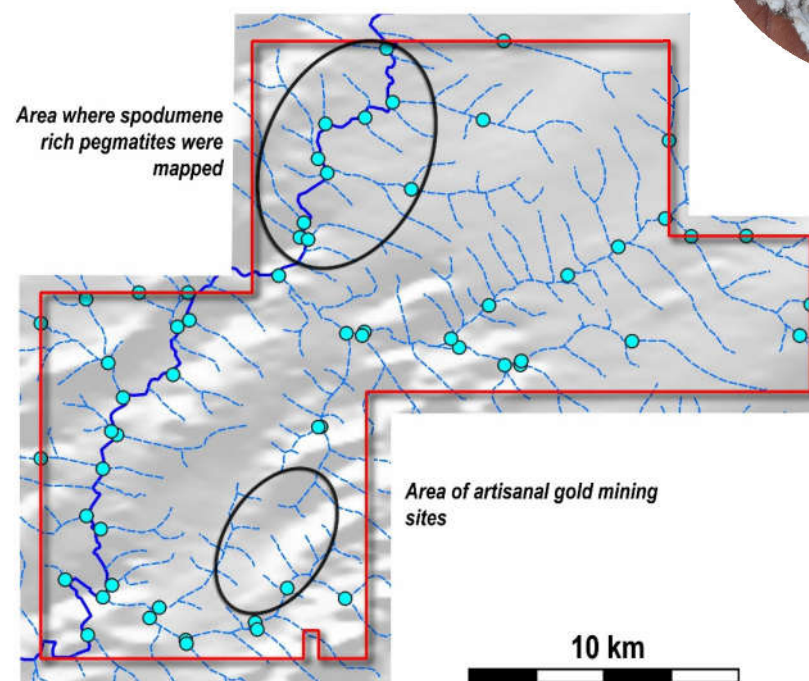 Area where spodumene
rich pegmatites were
mapped
Area of artisanal gold mining
sites
10 km